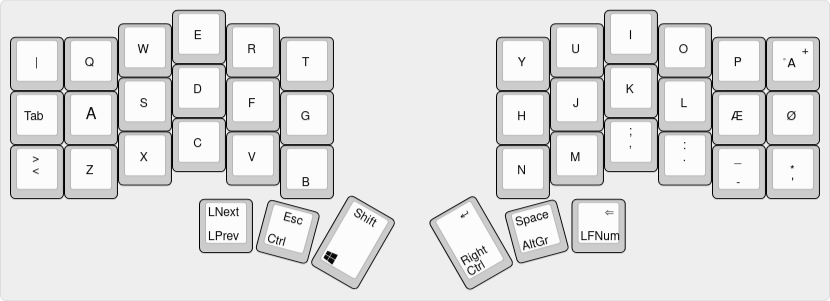 | Q W E R T
Y U I O P + ¨ A
Tab A S D F G
H J K L Æ Ø
> < Z X C V B
N M ; , : . _ - * '
LNext
LPrev
Esc
Ctrl
Shift
↵
Right
Ctrl
Space
AltGr
⇐
LFNum